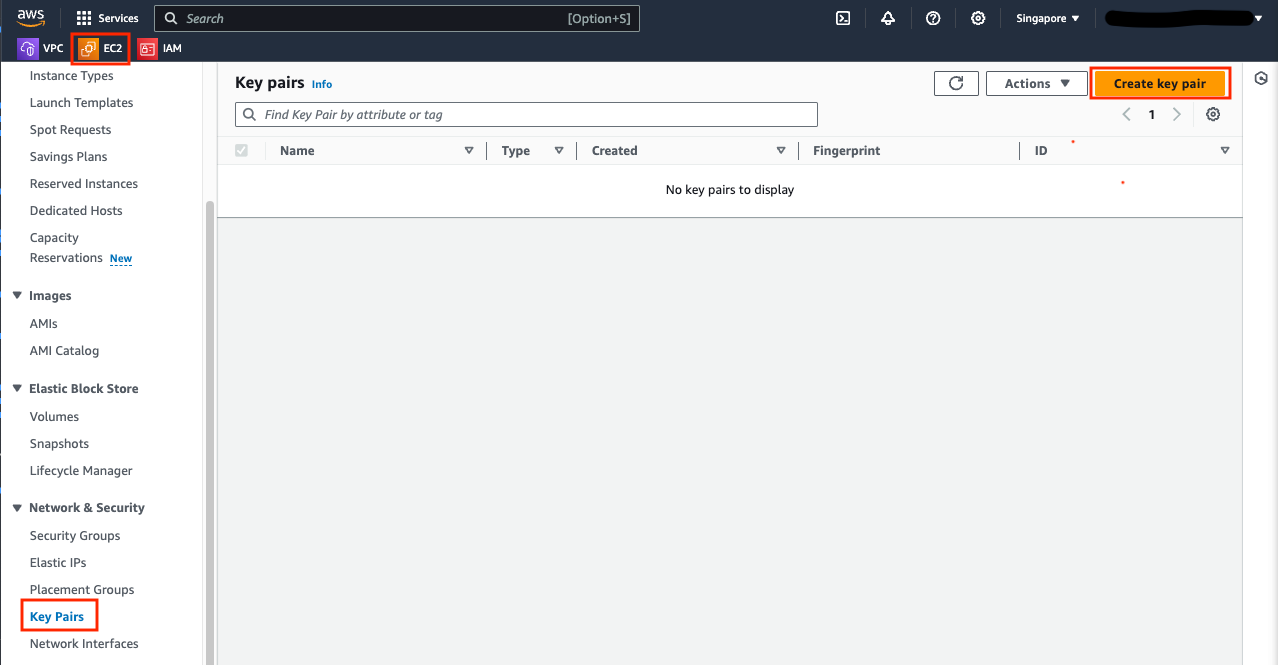 aws
Services
Search
[Option+S]
Singapore
VPC
EC2
IAM
Instance Types
Launch Templates
Spot Requests
Savings Plans
Reserved Instances
Dedicated Hosts
Capacity
Reservations New
Images
AMIs
AMI Catalog
Elastic Block Store
Volumes
Snapshots
Lifecycle Manager
Network & Security
Security Groups
Elastic IPs
Placement Groups
Key Pairs
Network Interfaces
Key pairs Info
Actions
Create key pair
Find Key Pair by attribute or tag
1
Name
Type
Created
Fingerprint
ID
No key pairs to display